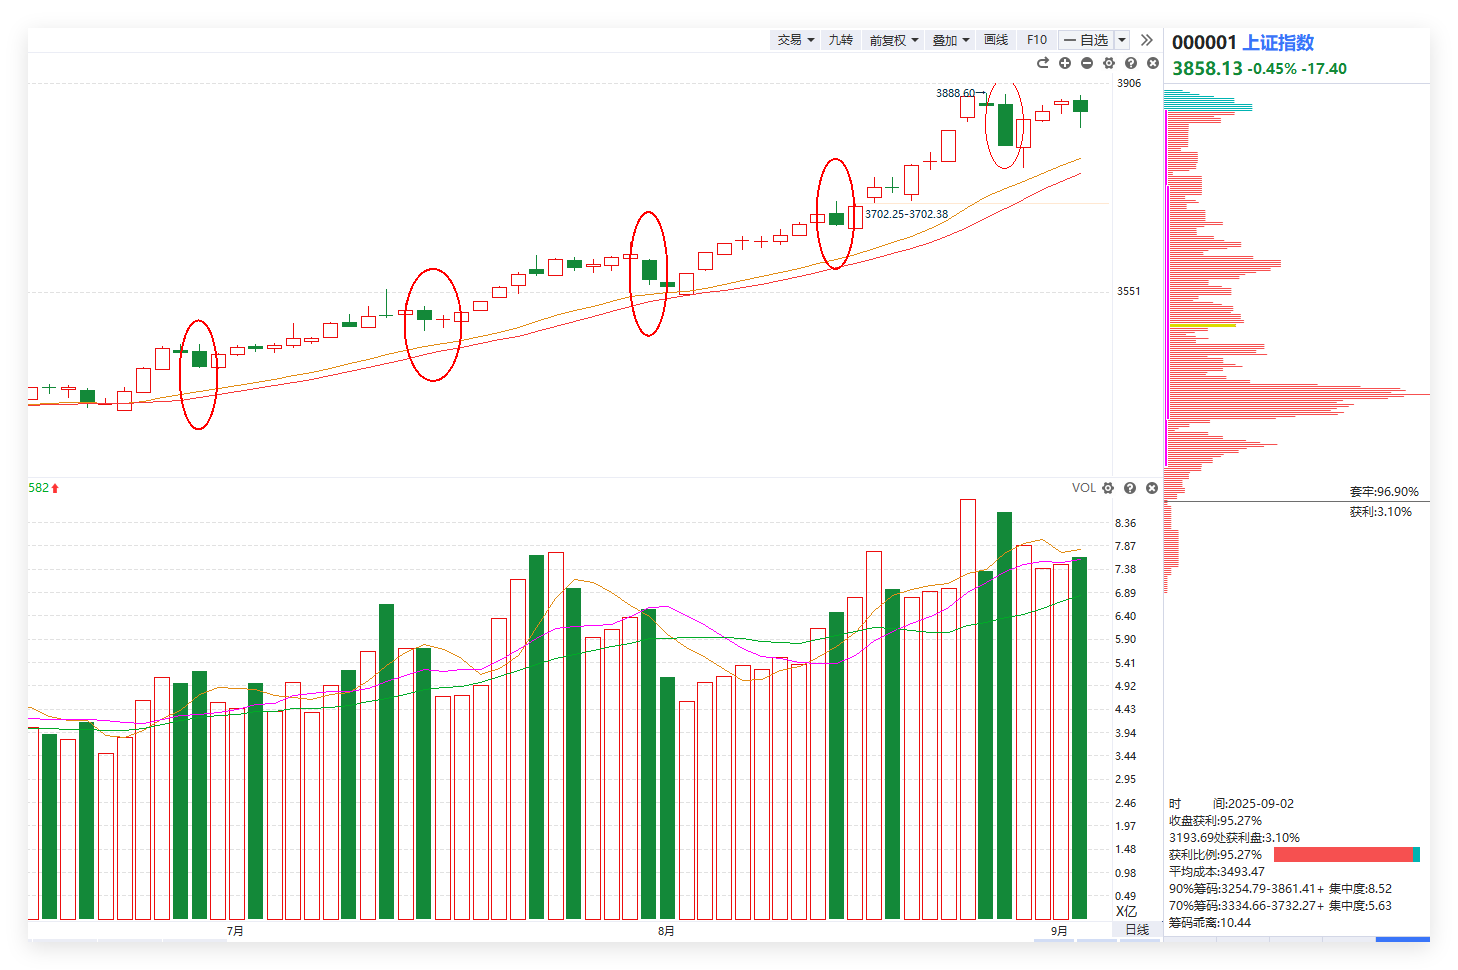 交易 九转 前复权 叠加 画线 F10 一 自选
000001 上证指数
3858.13 -0.45% -17.40
3906
3888.60→
3702.25-3702.38
3551
套牢:96.90%
获利:3.10%
582
VOL
8.36
7.87
7.38
6.89
6.40
5.90
5.41
4.92
4.43
3.94
3.44
2.95
2.46
1.97
1.48
0.98
0.49
X亿
7月 8月 9月 日线
时 间:2025-09-02
收盘获利:95.27%
3193.69处获利盘:3.10%
获利比例:95.27%
平均成本:3493.47
90%筹码:3254.79-3861.41+ 集中度:8.52
70%筹码:3334.66-3732.27+ 集中度:5.63
筹码乖离:10.44